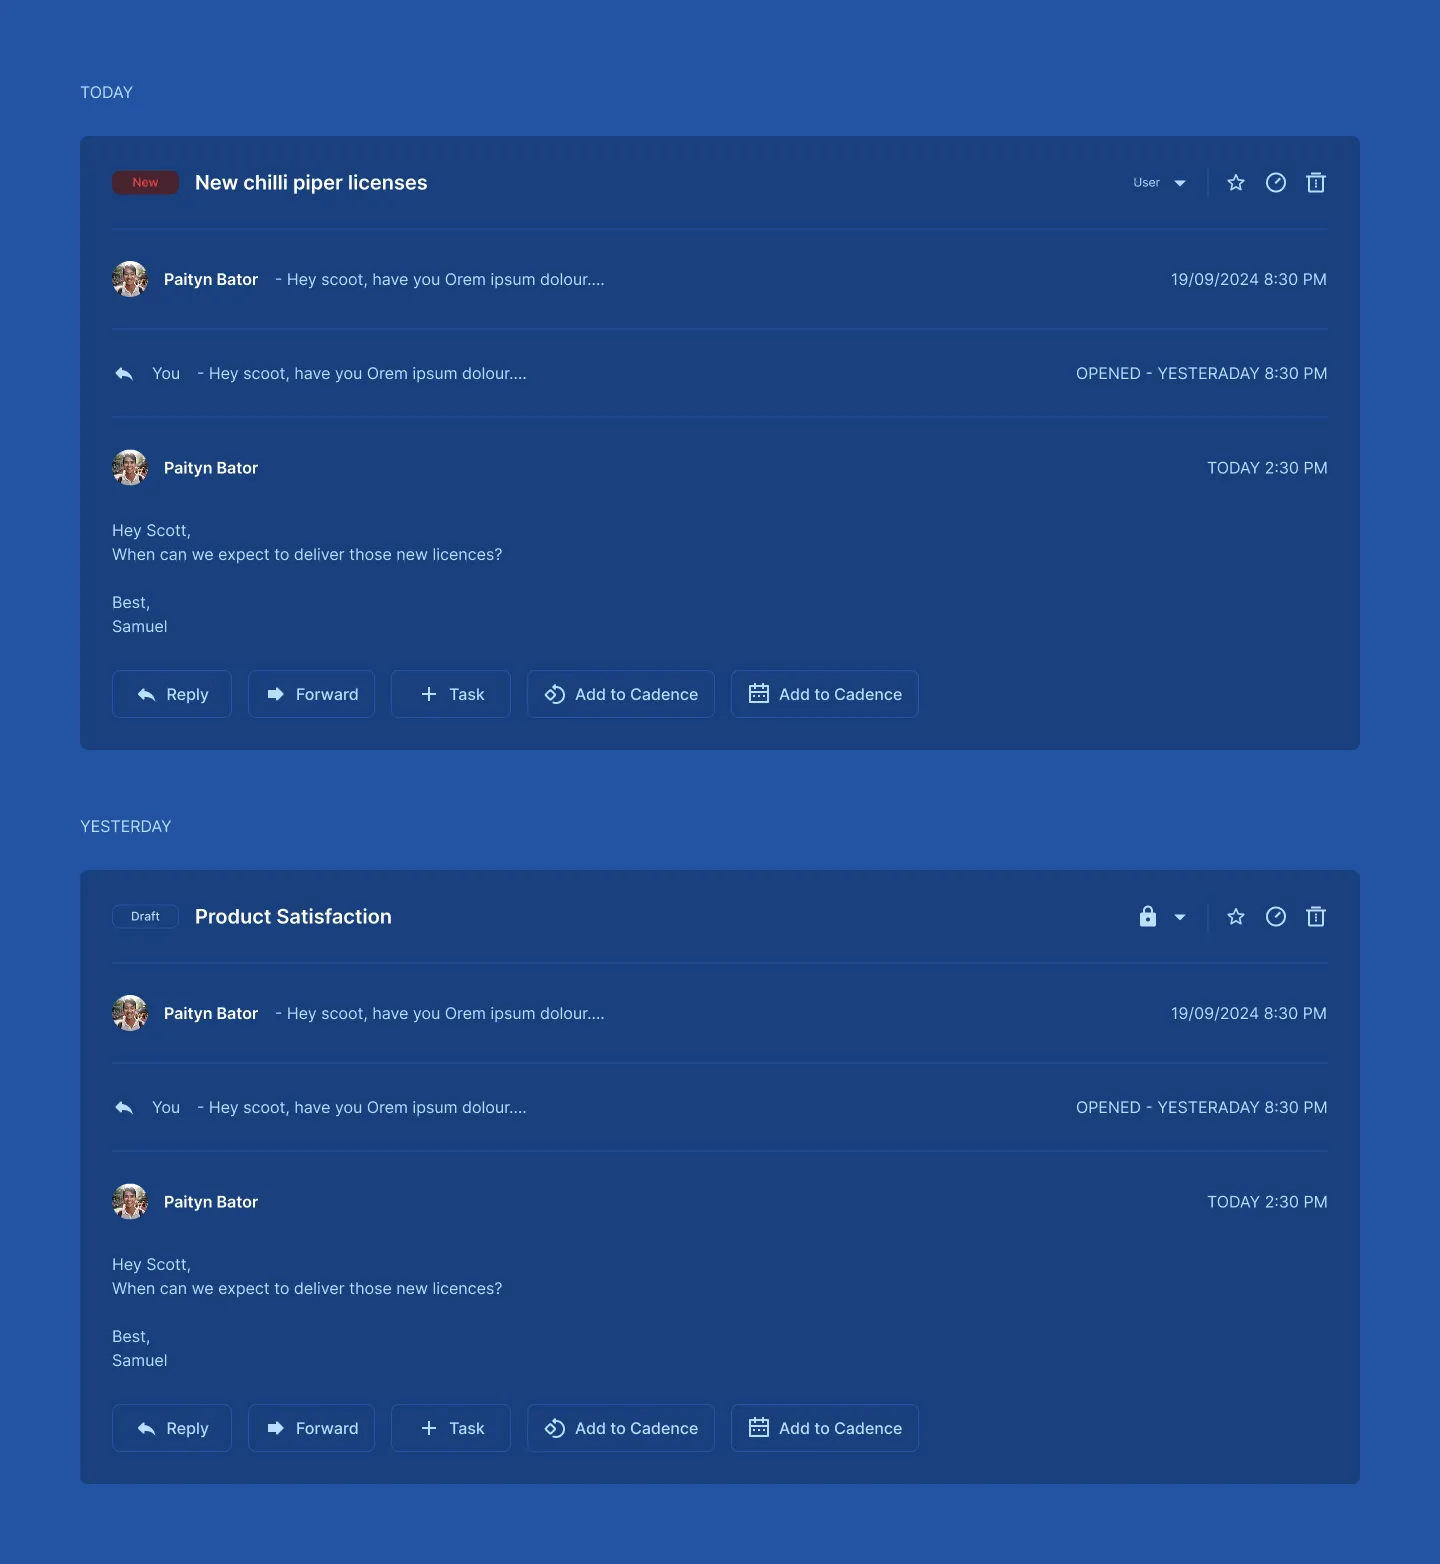 TODAY
New New chilli piper licenses User
Paityn Bator - Hey scoot, have you Orem ipsum dolour.... 19/09/2024 8:30 PM
You - Hey scoot, have you Orem ipsum dolour.... OPENED - YESTERADAY 8:30 PM
Paityn Bator TODAY 2:30 PM
Hey Scott,
When can we expect to deliver those new licences?
Best,
Samuel
Reply Forward Task Add to Cadence Add to Cadence
YESTERDAY
Draft Product Satisfaction
Paityn Bator - Hey scoot, have you Orem ipsum dolour.... 19/09/2024 8:30 PM
You - Hey scoot, have you Orem ipsum dolour.... OPENED - YESTERADAY 8:30 PM
Paityn Bator TODAY 2:30 PM
Hey Scott,
When can we expect to deliver those new licences?
Best,
Samuel
Reply Forward Task Add to Cadence Add to Cadence